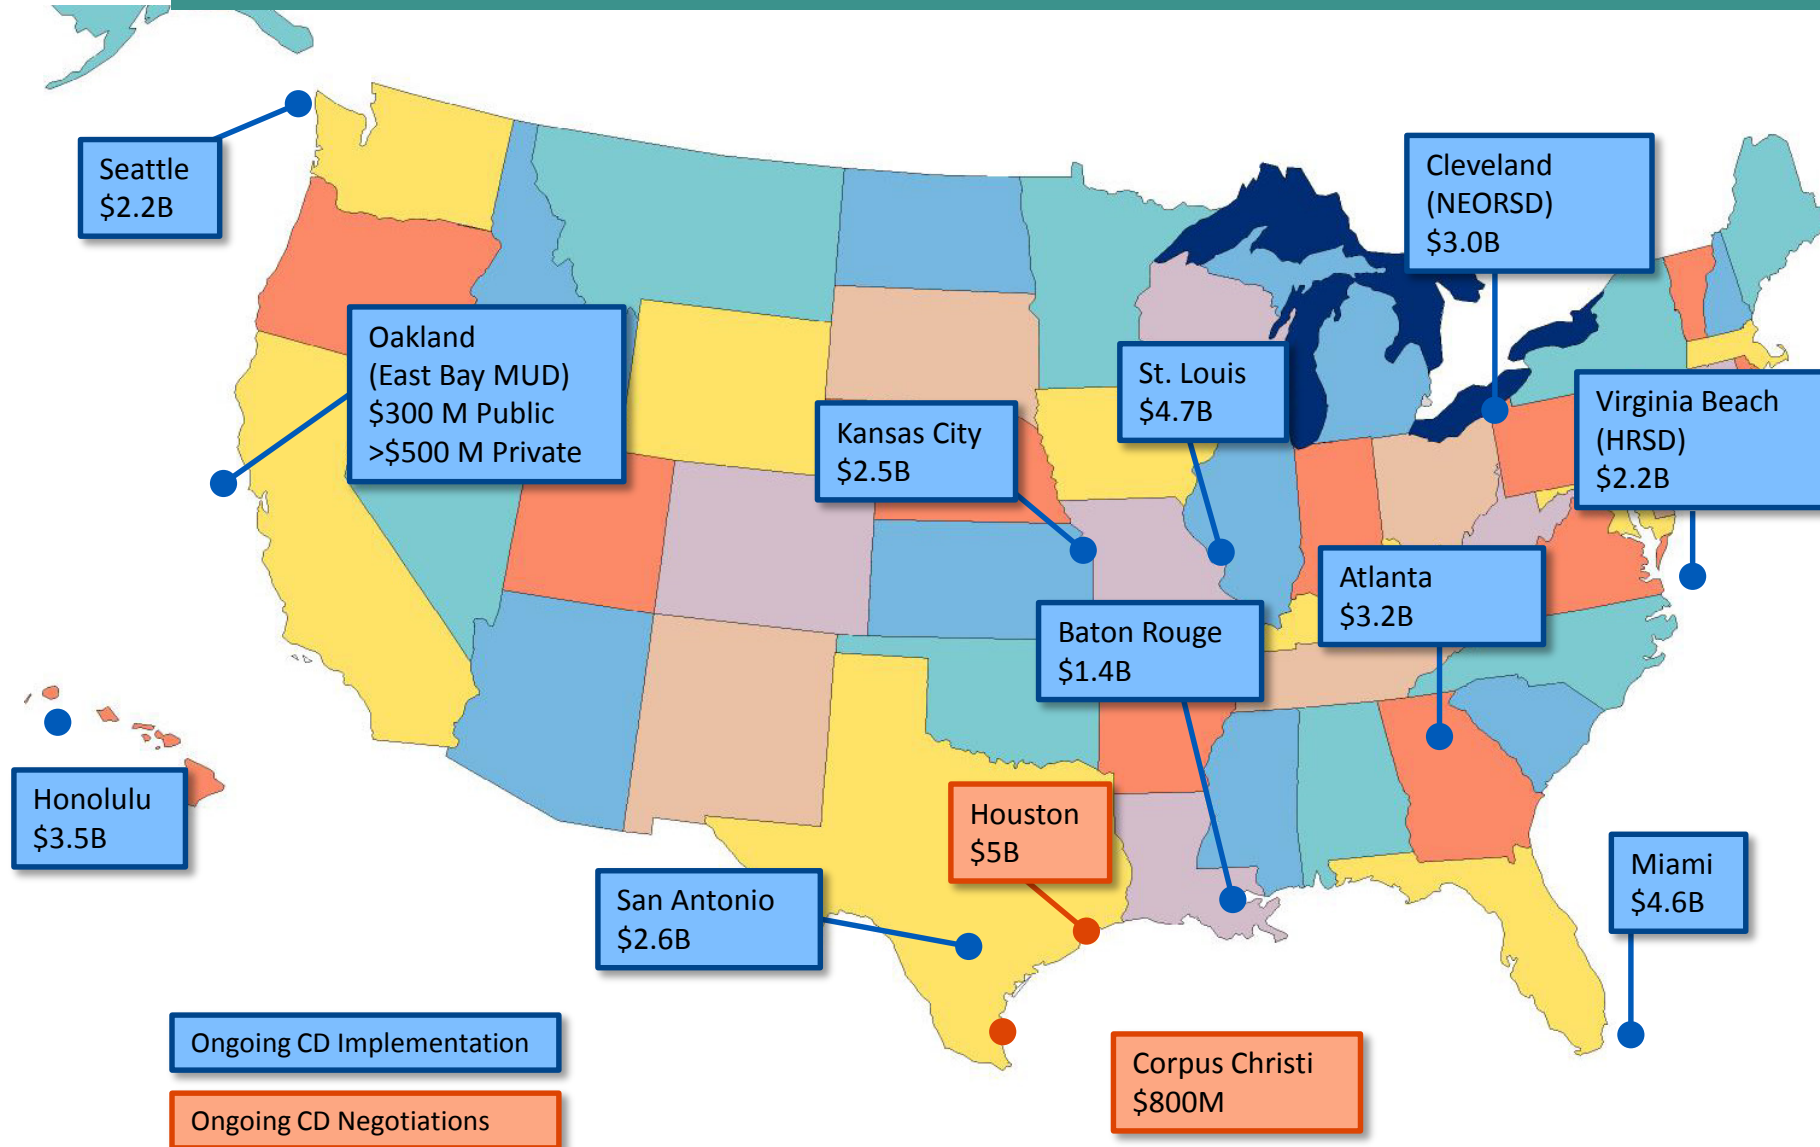 Seattle
$2.2B
Cleveland
(NEORSD)
$3.0B
Oakland
(East Bay MUD)
$300 M Public
>$500 M Private
St. Louis
$4.7B
Virginia Beach
(HRSD)
$2.2B
Kansas City
$2.5B
Atlanta
$3.2B
Baton Rouge
$1.4B
Honolulu
$3.5B
Houston
$5B
Miami
$4.6B
San Antonio
$2.6B
Corpus Christi
$800M
Ongoing CD Implementation
Ongoing CD Negotiations